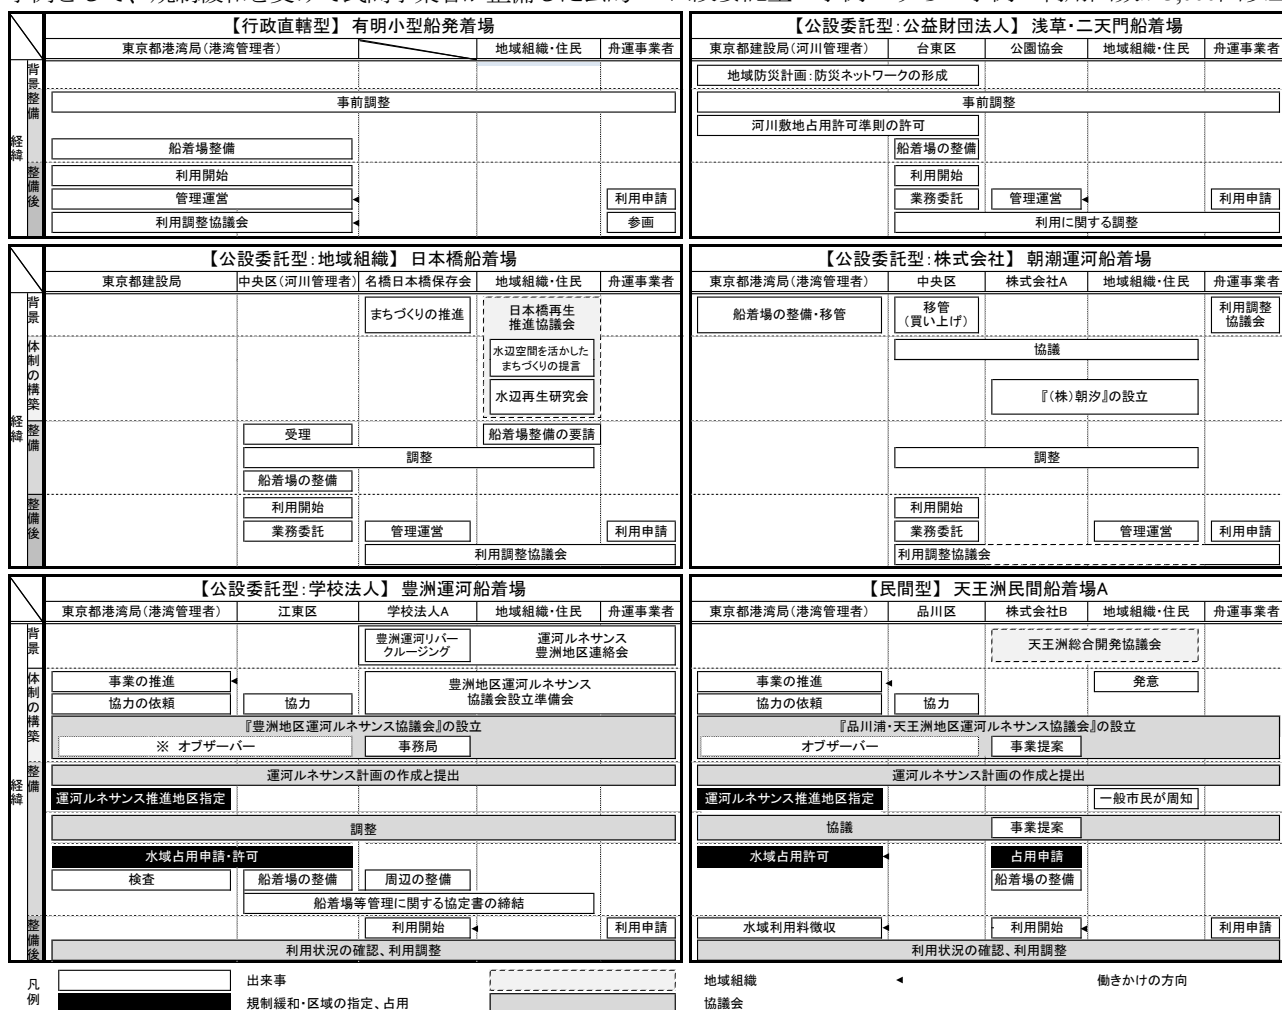 【行政直轄型】 有明小型船発着場
東京都港湾局(港湾管理者)
地域組織・住民
舟運事業者
背景
整備
整備後
経緯
事前調整
船着場整備
利用開始
管理運営
利用申請
利用調整協議会
参画
【公設委託型:公益財団法人】 浅草・二天門船着場
東京都建設局(河川管理者)
台東区
公園協会
地域組織・住民
舟運事業者
地域防災計画:防災ネットワークの形成
事前調整
河川敷地占用許可準則の許可
船着場の整備
利用開始
業務委託
管理運営
利用申請
利用に関する調整
【公設委託型:地域組織】 日本橋船着場
東京都建設局
中央区(河川管理者)
名橋日本橋保存会
地域組織・住民
舟運事業者
背景
体制の構築
整備
整備後
経緯
まちづくりの推進
日本橋再生
推進協議会
水辺空間を活かした
まちづくりの提言
水辺再生研究会
受理
船着場整備の要請
調整
船着場の整備
利用開始
業務委託
管理運営
利用申請
利用調整協議会
【公設委託型:株式会社】 朝潮運河船着場
東京都港湾局(港湾管理者)
中央区
株式会社A
地域組織・住民
舟運事業者
船着場の整備・移管
移管
(買い上げ)
利用調整
協議会
協議
『(株)朝汐』の設立
調整
利用開始
業務委託
管理運営
利用申請
利用調整協議会
【公設委託型:学校法人】 豊洲運河船着場
東京都港湾局(港湾管理者)
江東区
学校法人A
地域組織・住民
舟運事業者
背景
体制の構築
整備
整備後
経緯
豊洲運河リバー
クルージング
運河ルネサンス
豊洲地区連絡会
事業の推進
協力の依頼
協力
豊洲地区運河ルネサンス
協議会設立準備会
『豊洲地区運河ルネサンス協議会』の設立
※ オブザーバー
事務局
運河ルネサンス計画の作成と提出
運河ルネサンス推進地区指定
調整
水域占用申請・許可
検査
船着場の整備
周辺の整備
船着場等管理に関する協定書の締結
利用開始
利用申請
利用状況の確認、利用調整
【民間型】 天王洲民間船着場A
東京都港湾局(港湾管理者)
品川区
株式会社B
地域組織・住民
舟運事業者
天王洲総合開発協議会
事業の推進
発意
協力の依頼
協力
『品川浦・天王洲地区運河ルネサンス協議会』の設立
オブザーバー
事業提案
運河ルネサンス計画の作成と提出
運河ルネサンス推進地区指定
一般市民が周知
協議
事業提案
水域占用許可
占用申請
船着場の整備
水域利用料徴収
利用開始
利用申請
利用状況の確認、利用調整
凡例
出来事
地域組織
働きかけの方向
規制緩和・区域の指定、占用
協議会